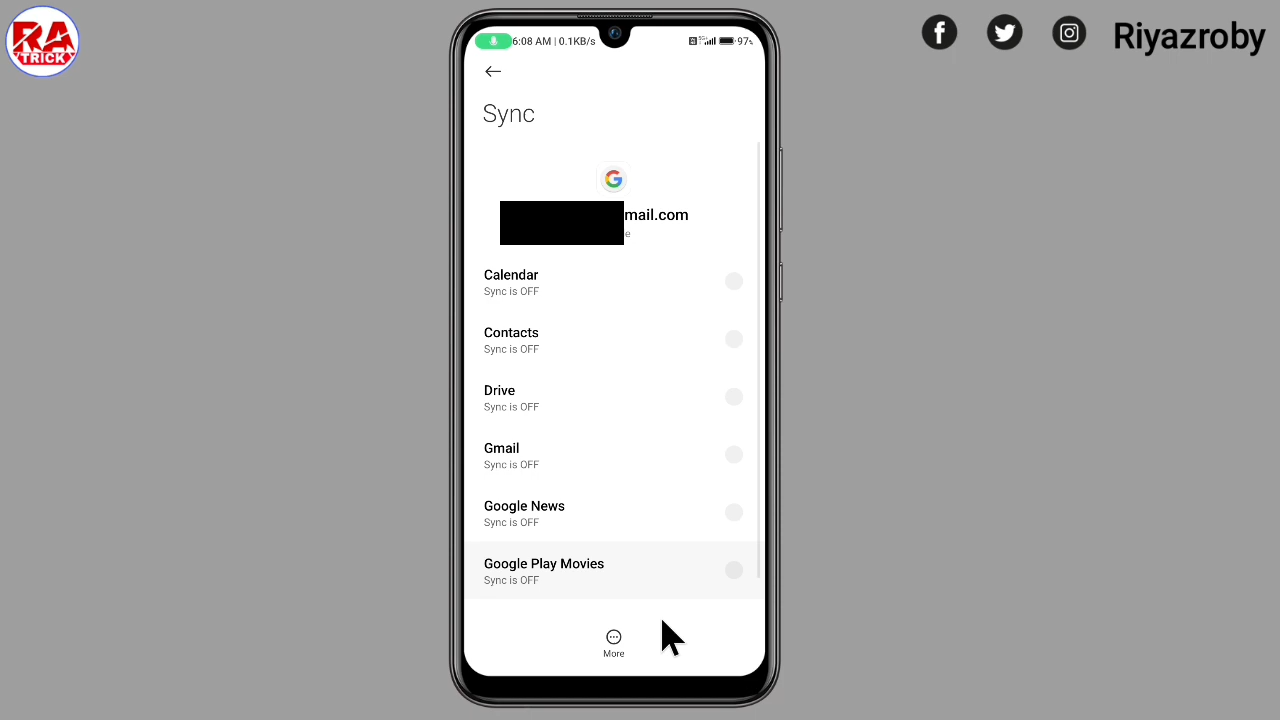 RA
TRICK
Riyazroby
6:08 AM | 0.1KB/s
5G
97%
Sync
G
mail.com
e
Calendar
Sync is OFF
Contacts
Sync is OFF
Drive
Sync is OFF
Gmail
Sync is OFF
Google News
Sync is OFF
Google Play Movies
Sync is OFF
More